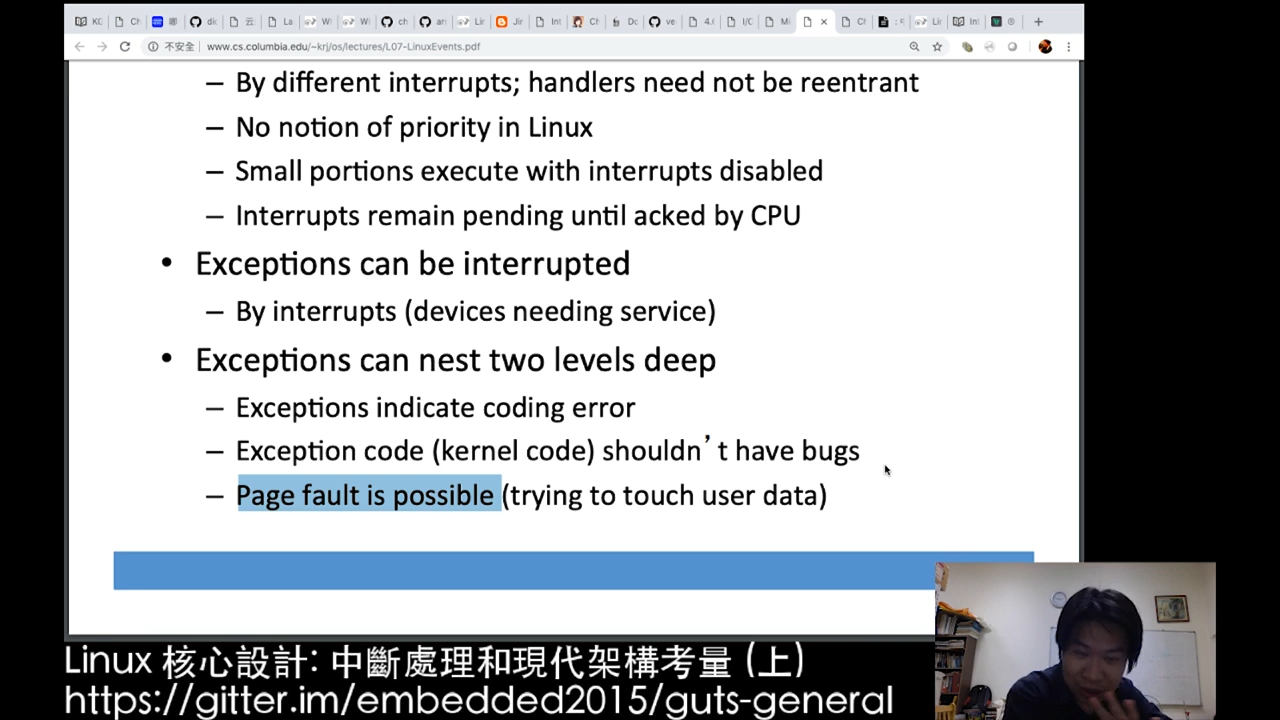 不安全 www.cs.columbia.edu/~krj/os/lectures/L07-LinuxEvents.pdf
– By different interrupts; handlers need not be reentrant
– No notion of priority in Linux
– Small portions execute with interrupts disabled
– Interrupts remain pending until acked by CPU
• Exceptions can be interrupted
– By interrupts (devices needing service)
• Exceptions can nest two levels deep
– Exceptions indicate coding error
– Exception code (kernel code) shouldn’t have bugs
– Page fault is possible (trying to touch user data)
Linux 核心設計: 中斷處理和現代架構考量 (上)
https://gitter.im/embedded2015/guts-general